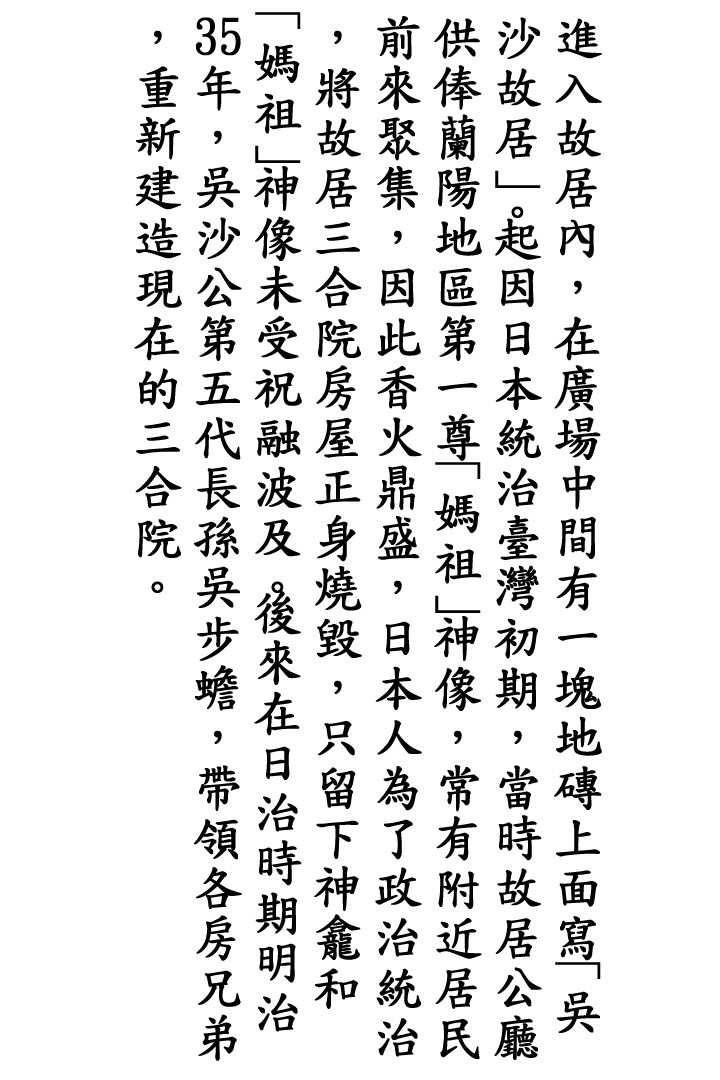 進入故居內，在廣場中間有一塊地磚上面寫「吳
沙故居」。起因日本統治臺灣初期，當時故居公廳
供俸蘭陽地區第一尊「媽祖」神像，常有附近居民
前來聚集，因此香火鼎盛，日本人為了政治統治
，將故居三合院房屋正身燒毀，只留下神龕和
「媽祖」神像未受祝融波及。後來在日治時期明治
35年，吳沙公第五代長孫吳步蟾，帶領各房兄弟
，重新建造現在的三合院。